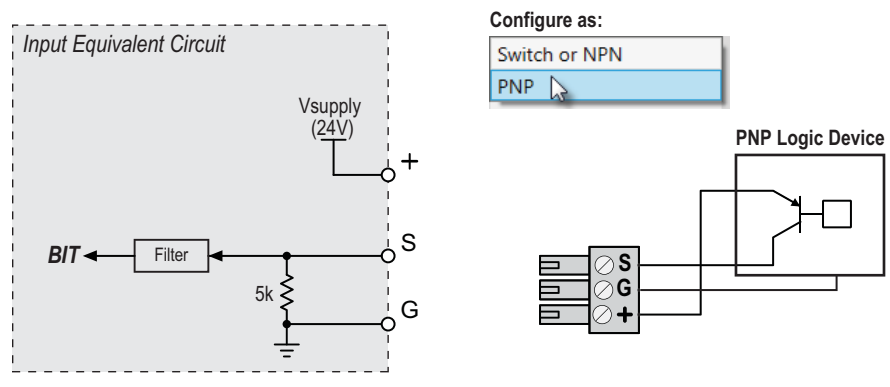 Input Equivalent Circuit
Vsupply
(24V)
+
S
BIT
Filter
5k
G
Configure as:
Switch or NPN
PNP
PNP Logic Device
S
G
+